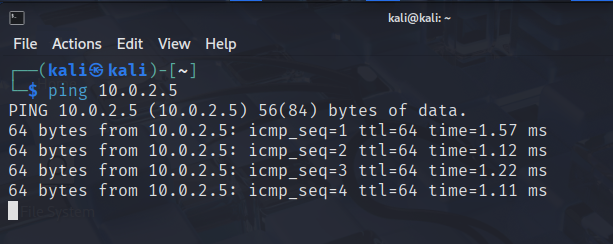 kali@kali: ~
File Actions Edit View Help
┌──(kali㉿kali)-[~]
└─$ ping 10.0.2.5
PING 10.0.2.5 (10.0.2.5) 56(84) bytes of data.
64 bytes from 10.0.2.5: icmp_seq=1 ttl=64 time=1.57 ms
64 bytes from 10.0.2.5: icmp_seq=2 ttl=64 time=1.12 ms
64 bytes from 10.0.2.5: icmp_seq=3 ttl=64 time=1.22 ms
64 bytes from 10.0.2.5: icmp_seq=4 ttl=64 time=1.11 ms
File System